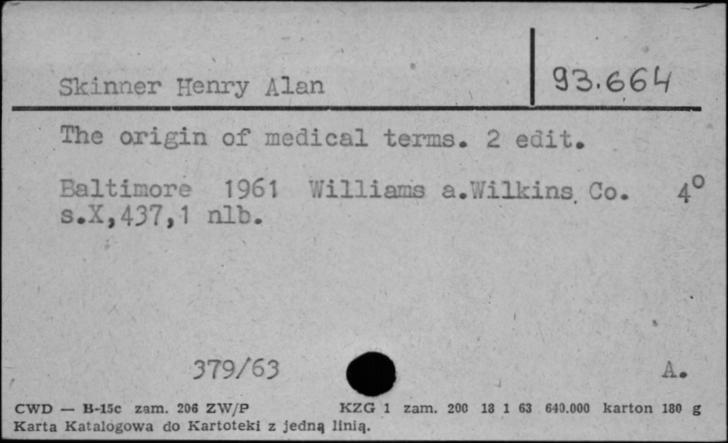 Skinner Henry Alan 93.664
The origin of medical terms. 2 edit.
Baltimore 1961 Williams a.Wilkins Co. 4°
s.X,437,1 nlb.
379/63 A.
CWD — B-15c zam. 206 ZW/P KZG 1 zam. 200 18 1 63 640.000 karton 180 g
Karta Katalogowa do Kartoteki z jedną linią.